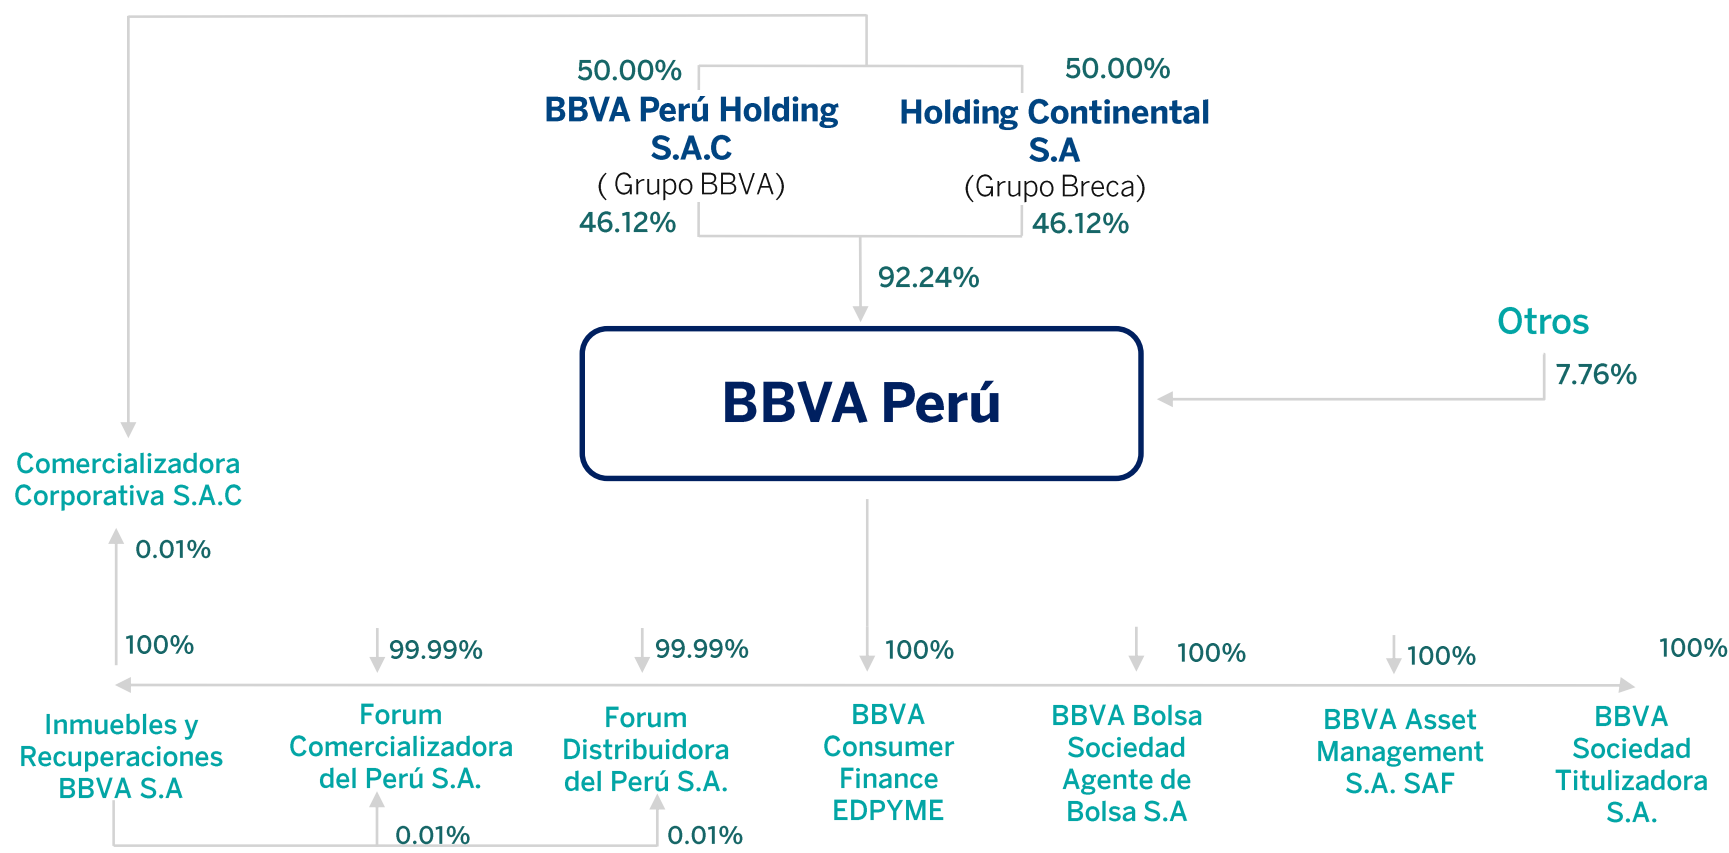 50.00%
50.00%
BBVA Perú Holding
S.A.C
( Grupo BBVA)
46.12%
Holding Continental
S.A
(Grupo Breca)
46.12%
92.24%
Otros
7.76%
BBVA Perú
Comercializadora
Corporativa S.A.C
0.01%
100%
99.99%
99.99%
100%
100%
100%
100%
Inmuebles y
Recuperaciones
BBVA S.A
Forum
Comercializadora
del Perú S.A.
Forum
Distribuidora
del Perú S.A.
BBVA
Consumer
Finance
EDPYME
BBVA Bolsa
Sociedad
Agente de
Bolsa S.A
BBVA Asset
Management
S.A. SAF
BBVA
Sociedad
Titulizadora
S.A.
0.01%
0.01%